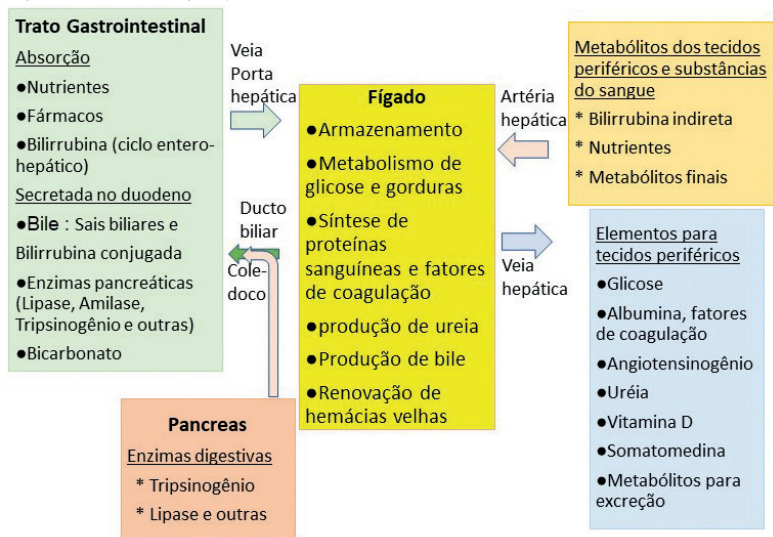 Trato Gastrointestinal
Absorção
●Nutrientes
●Fármacos
●Bilirrubina (ciclo entero-
hepático)
Secretada no duodeno
●Bile : Sais biliares e
Bilirrubina conjugada
●Enzimas pancreáticas
(Lipase, Amilase,
Tripsinogênio e outras)
●Bicarbonato
Veia
Porta
hepática
Ducto
biliar
Cole-
doco
Pancreas
Enzimas digestivas
* Tripsinogênio
* Lipase e outras
Fígado
●Armazenamento
●Metabolismo de
glicose e gorduras
●Síntese de
proteínas
sanguíneas e fatores
de coagulação
●produção de ureia
●Produção de bile
●Renovação de
hemácias velhas
Artéria
hepática
Veia
hepática
Metabólitos dos tecidos
periféricos e substâncias
do sangue
* Bilirrubina indireta
* Nutrientes
* Metabólitos finais
Elementos para
tecidos periféricos
●Glicose
●Albumina, fatores de
coagulação
●Angiotensinogênio
●Uréia
●Vitamina D
●Somatomedina
●Metabólitos para
excreção